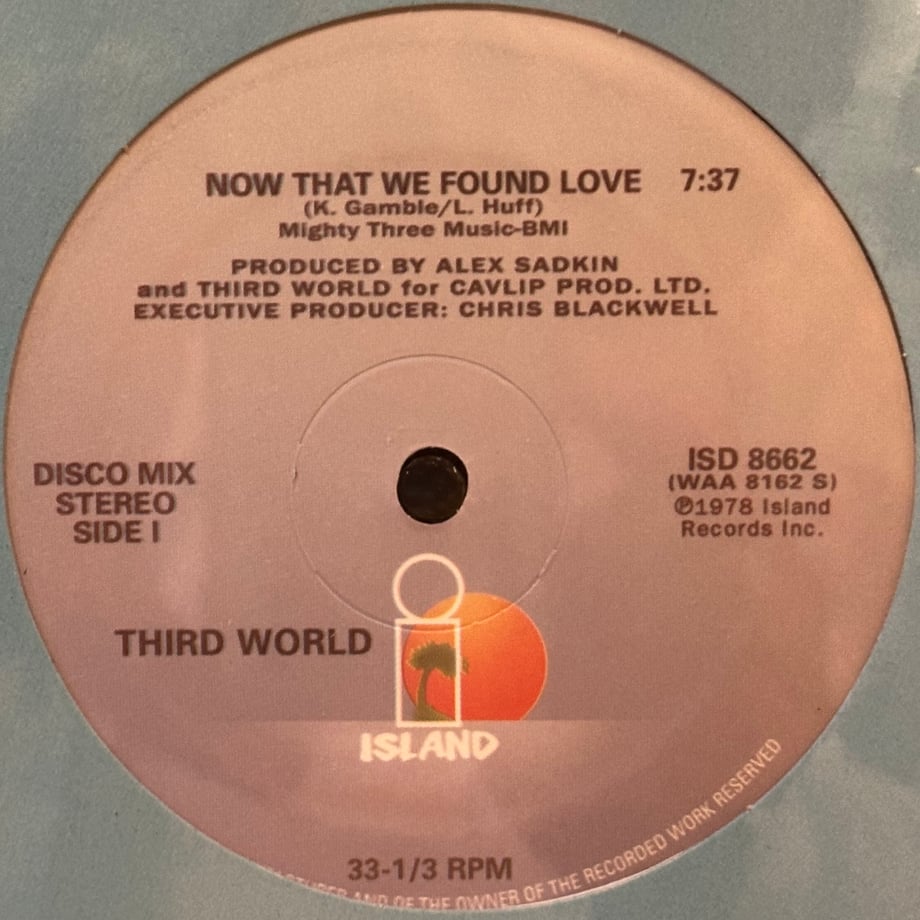 NOW THAT WE FOUND LOVE 7:37
(K. Gamble/L. Huff)
Mighty Three Music-BMI
PRODUCED BY ALEX SADKIN
and THIRD WORLD for CAVLIP PROD. LTD.
EXECUTIVE PRODUCER: CHRIS BLACKWELL
DISCO MIX
STEREO
SIDE I
ISD 8662
(WAA 8162 S)
℗1978 Island
Records Inc.
THIRD WORLD
ISLAND
33-1/3 RPM
AND OF THE OWNER OF THE RECORDED WORK RESERVED